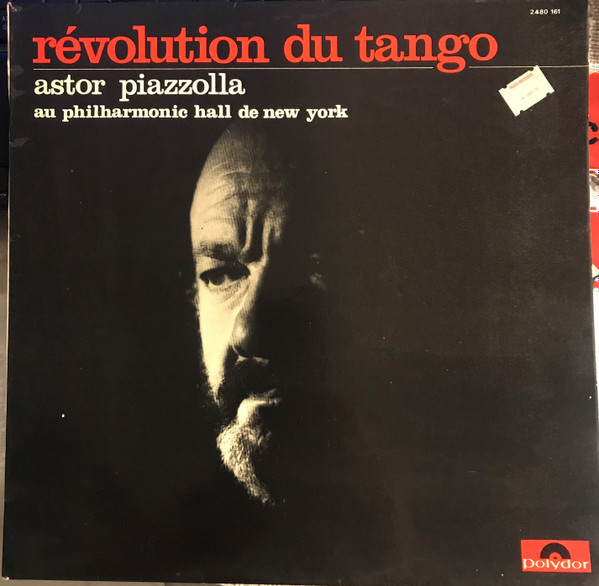 2480 161
révolution du tango
astor piazzolla
au philharmonic hall de new york
Polydor